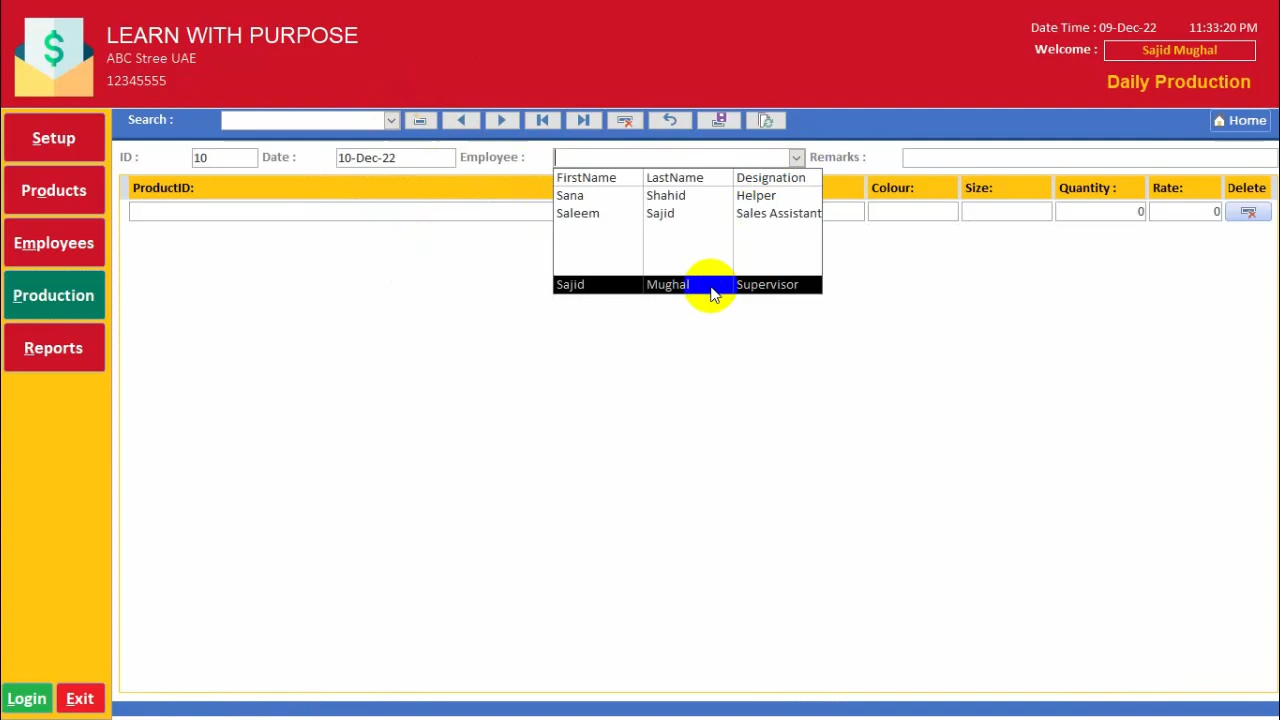 LEARN WITH PURPOSE
ABC Stree UAE
12345555
Date Time : 09-Dec-22 11:33:20 PM
Welcome : Sajid Mughal
Daily Production
Setup
Products
Employees
Production
Reports
Login Exit
Search :
Home
ID : 10 Date : 10-Dec-22 Employee : Remarks :
FirstName LastName Designation
Sana Shahid Helper
Saleem Sajid Sales Assistant
Sajid Mughal Supervisor
ProductID: Colour: Size: Quantity : Rate: Delete
0 0